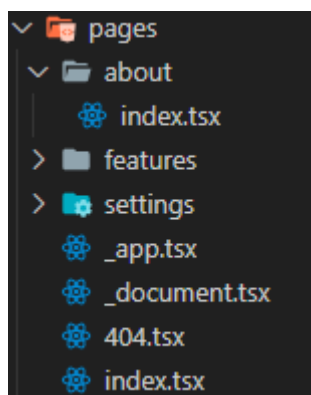 pages
about
index.tsx
features
settings
_app.tsx
_document.tsx
404.tsx
index.tsx